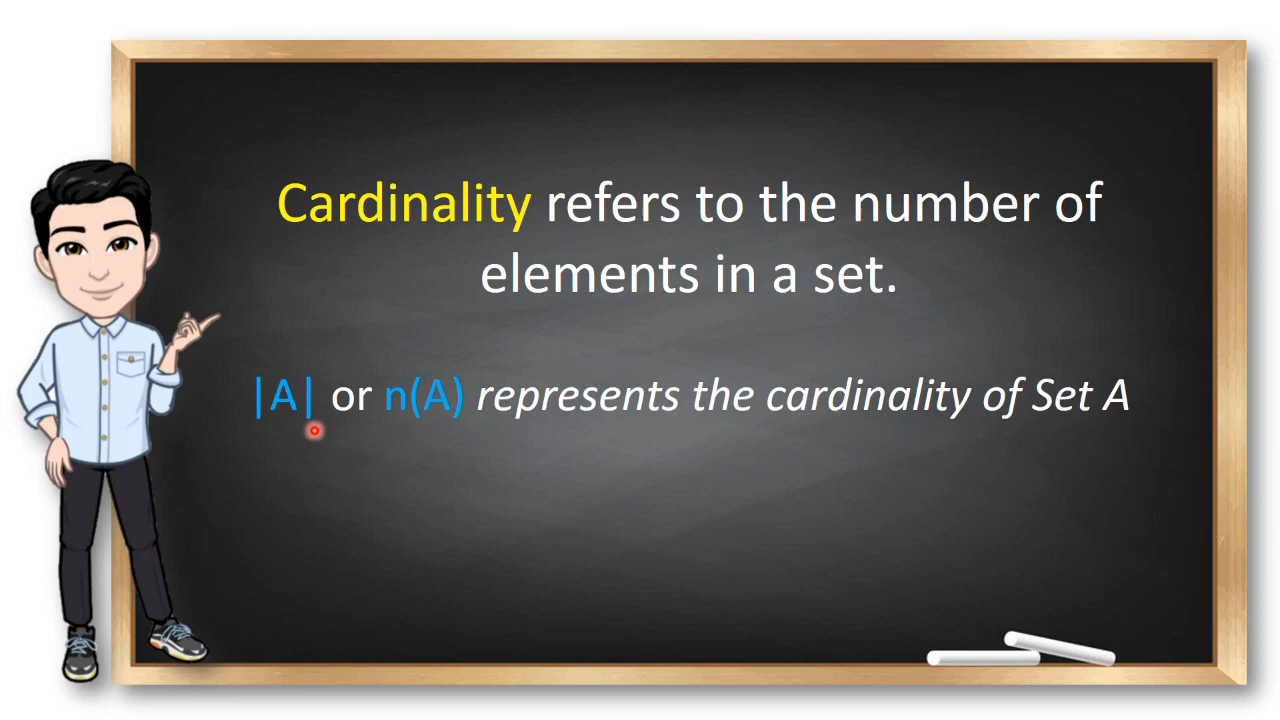 Cardinality refers to the number of
elements in a set.
|A| or n(A) represents the cardinality of Set A